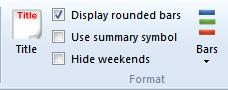 Title
Title
Display rounded bars
Use summary symbol
Hide weekends
Bars
Format